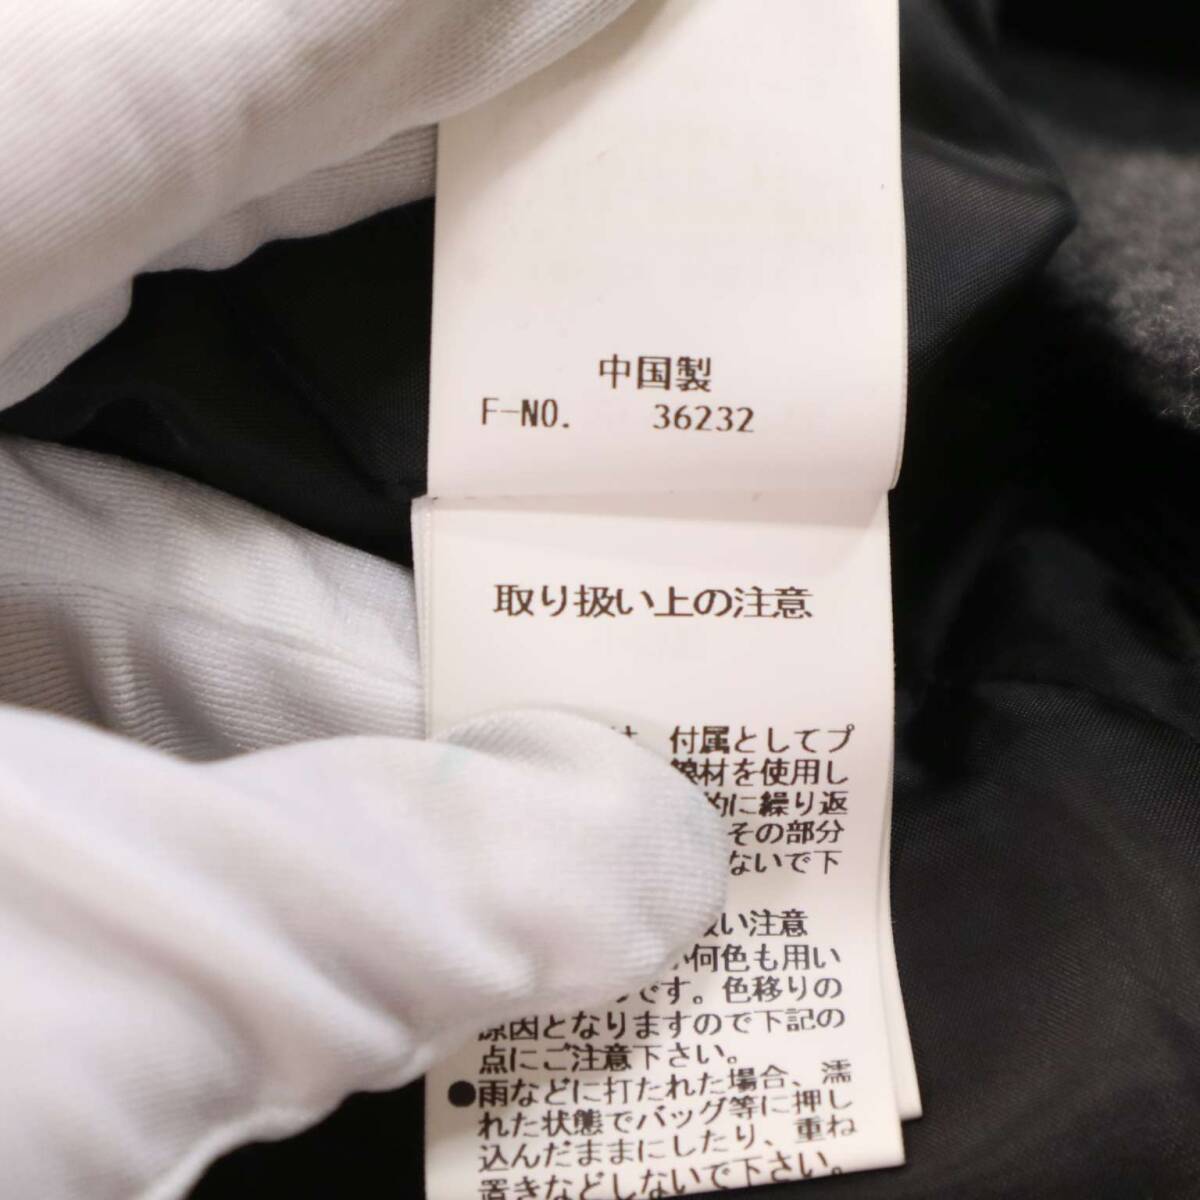 中国製
F-NO. 36232
取り扱い上の注意
付属としてプ
線材を使用し
的に繰り返
その部分
ないで下
い注意
何色も用い
です。色移りの
原因となりますので下記の
点にご注意下さい。
●雨などに打たれた場合、濡
れた状態でバッグ等に押し
込んだままにしたり、重ね
置きなどしないで下さい。